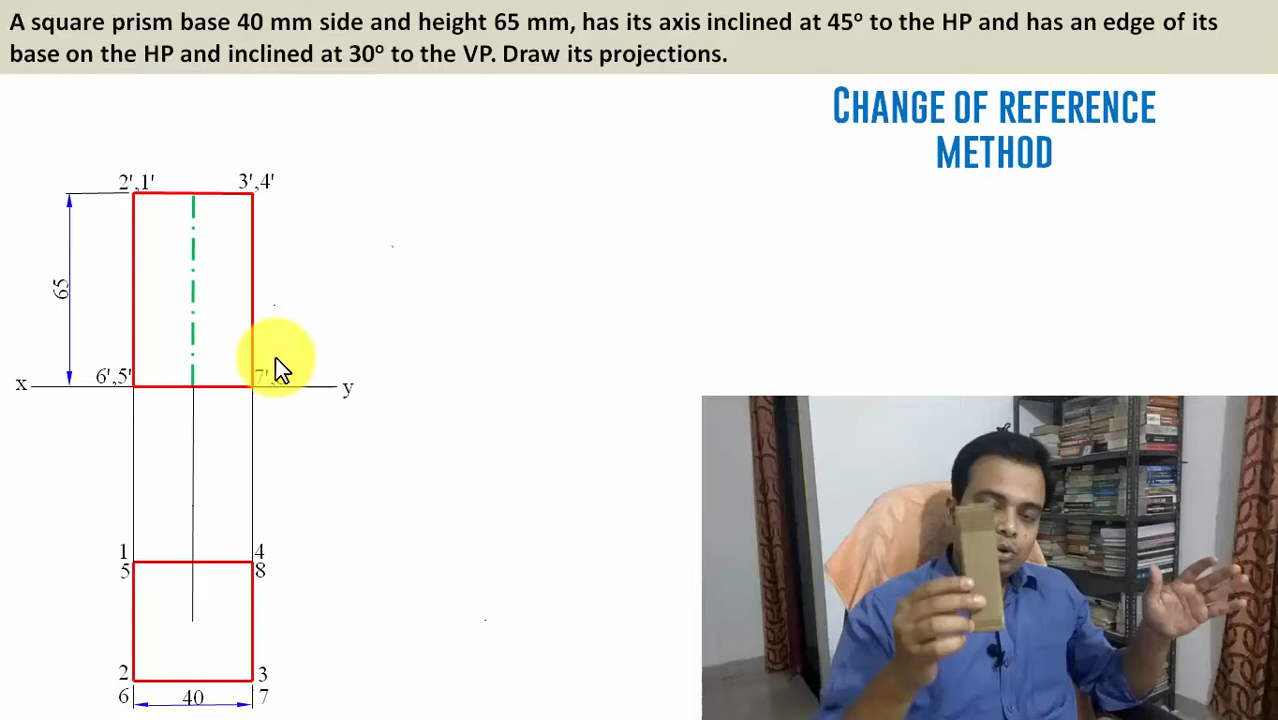 A square prism base 40 mm side and height 65 mm, has its axis inclined at 45º to the HP and has an edge of its
base on the HP and inclined at 30º to the VP. Draw its projections.
CHANGE OF REFERENCE
METHOD
2',1' 3',4'
65
6',5' 7',
x y
1 4
5 8
2 3
6 40 7